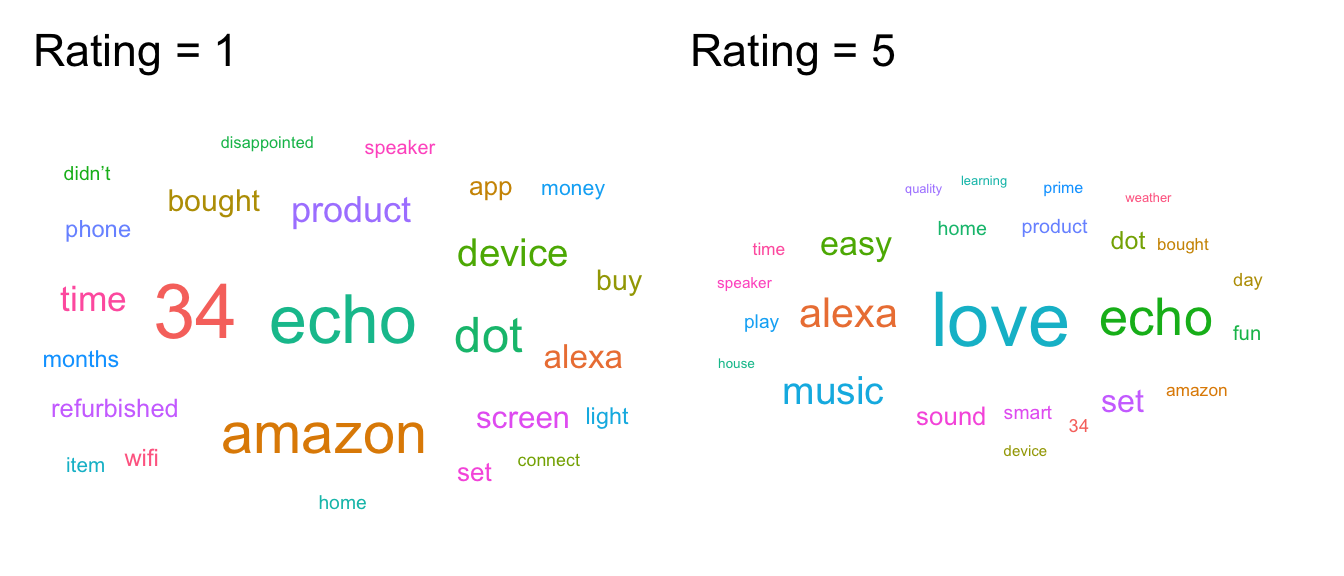 Rating = 1
disappointed
speaker
didn't
bought
product
app
money
phone
device
buy
time
34
echo
dot
alexa
months
refurbished
amazon
screen
light
item
wifi
set
connect
home
Rating = 5
quality
learning
prime
weather
time
easy
home
product
dot
bought
speaker
day
play
alexa
love
echo
fun
house
music
sound
smart
34
set
amazon
device